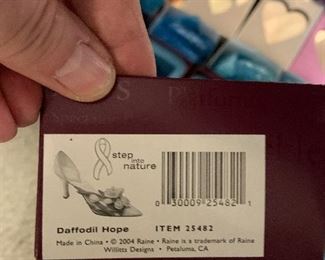 step
into
nature
0 30009 25482 1
Daffodil Hope ITEM 25482
Made in China • © 2004 Raine • Raine is a trademark of Raine
Willitts Designs • Petaluma, CA